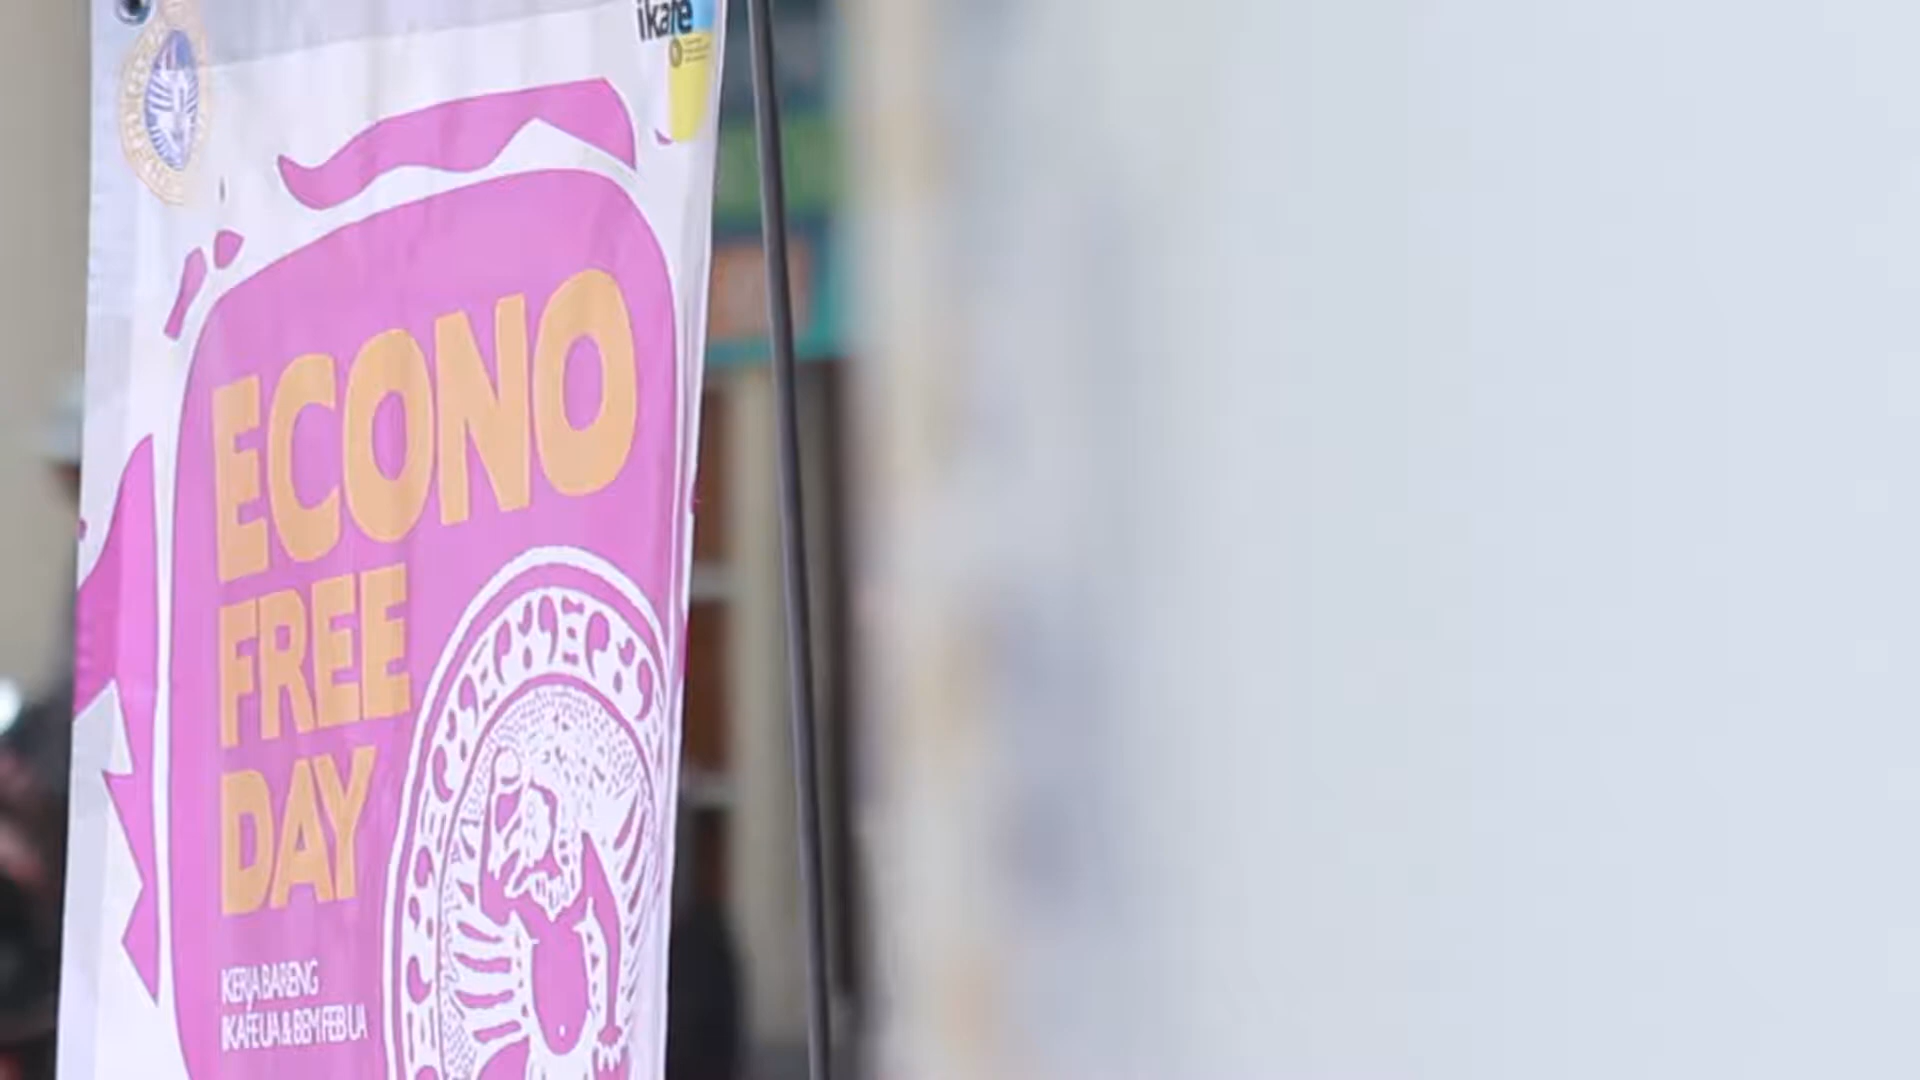 ikafe
ECONO
FREE
DAY
KERJA BARENG
IKAFE UA & BEM FEB UA